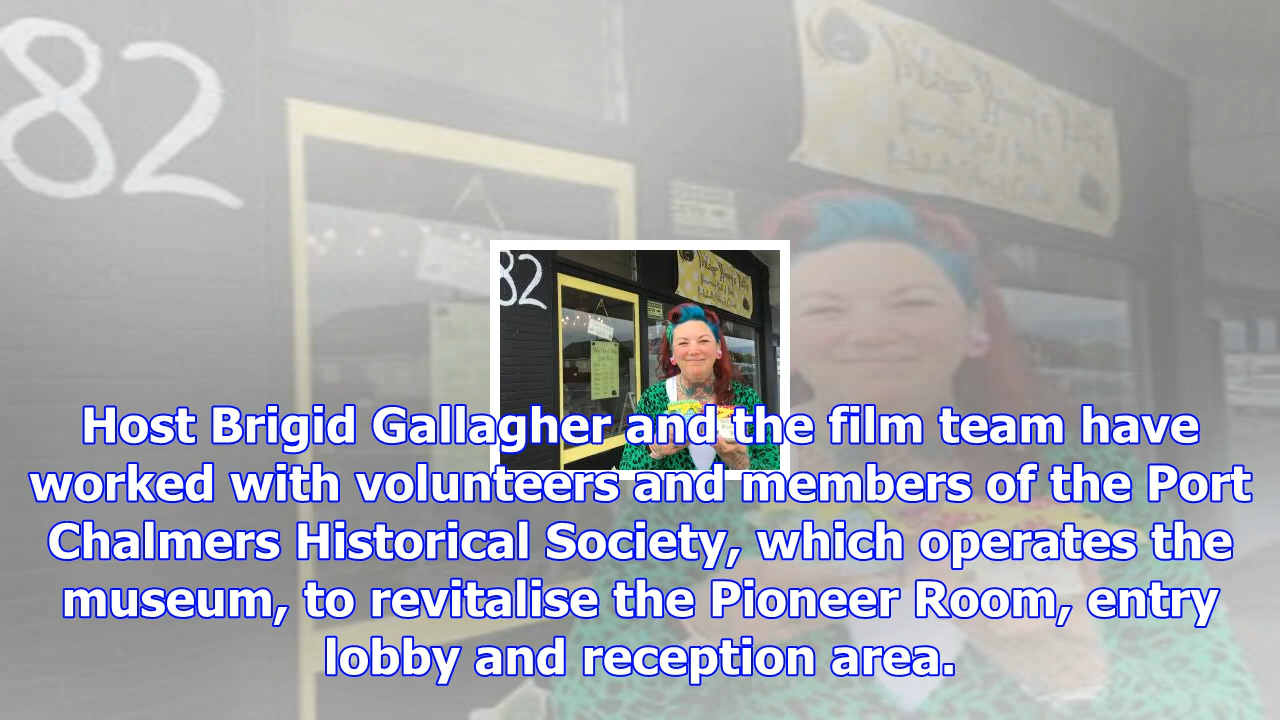 82
82
Host Brigid Gallagher and the film team have
worked with volunteers and members of the Port
Chalmers Historical Society, which operates the
museum, to revitalise the Pioneer Room, entry
lobby and reception area.